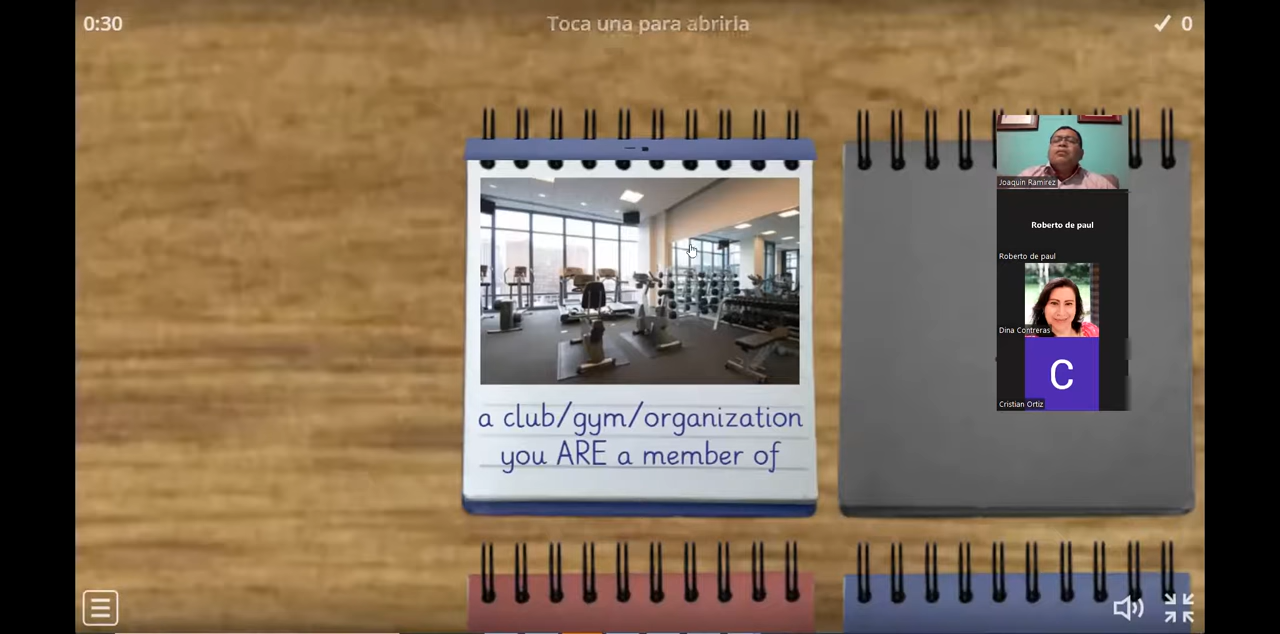 0:30
Toca una para abrirla
0
a club/gym/organization
you ARE a member of
Joaquin Ramirez
Roberto de paul
Roberto de paul
Dina Contreras
C
Cristian Ortiz